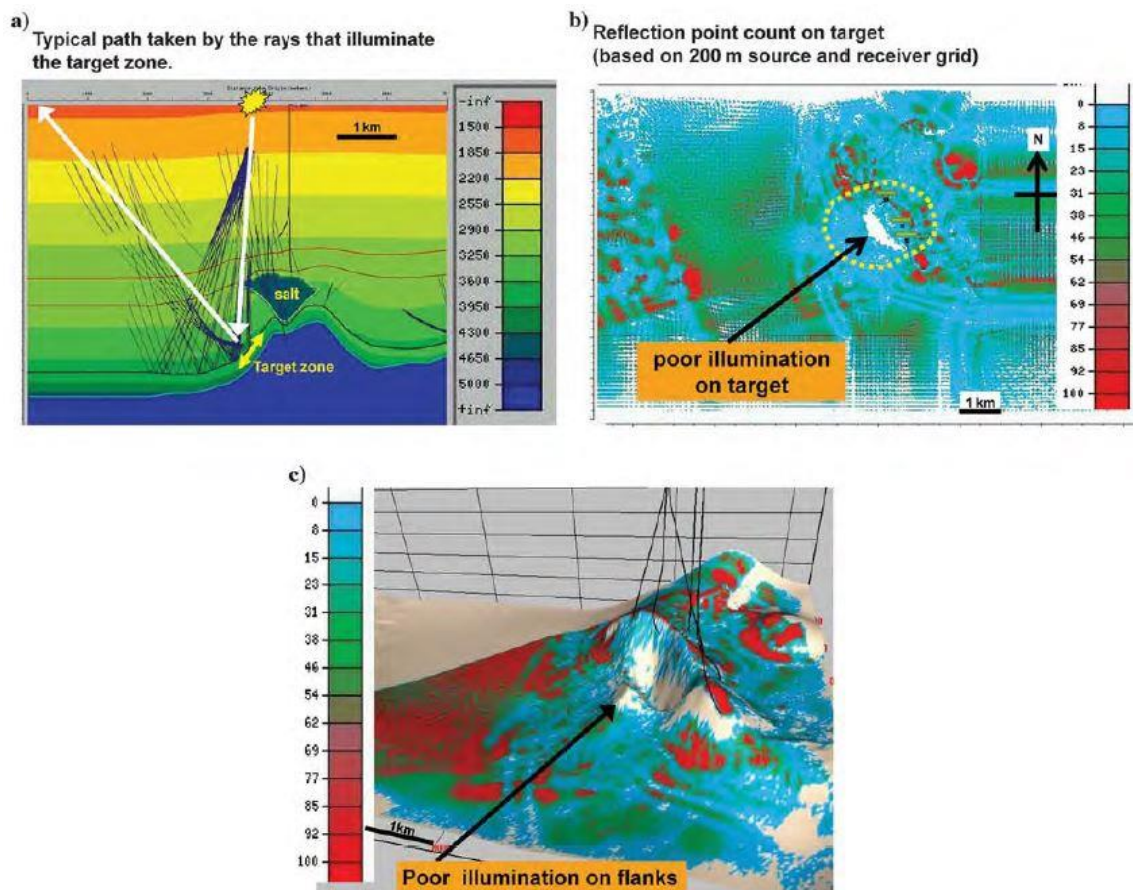 a)
Typical path taken by the rays that illuminate
the target zone.
1 km
salt
Target zone
-inf
1500
1850
2200
2550
2900
3250
3600
3950
4300
4650
5000
+inf
b)
Reflection point count on target
(based on 200 m source and receiver grid)
N
poor illumination
on target
1 km
0
8
15
23
31
38
46
54
62
69
77
85
92
100
c)
0
8
15
23
31
38
46
54
62
69
77
85
92
100
1km
Poor illumination on flanks